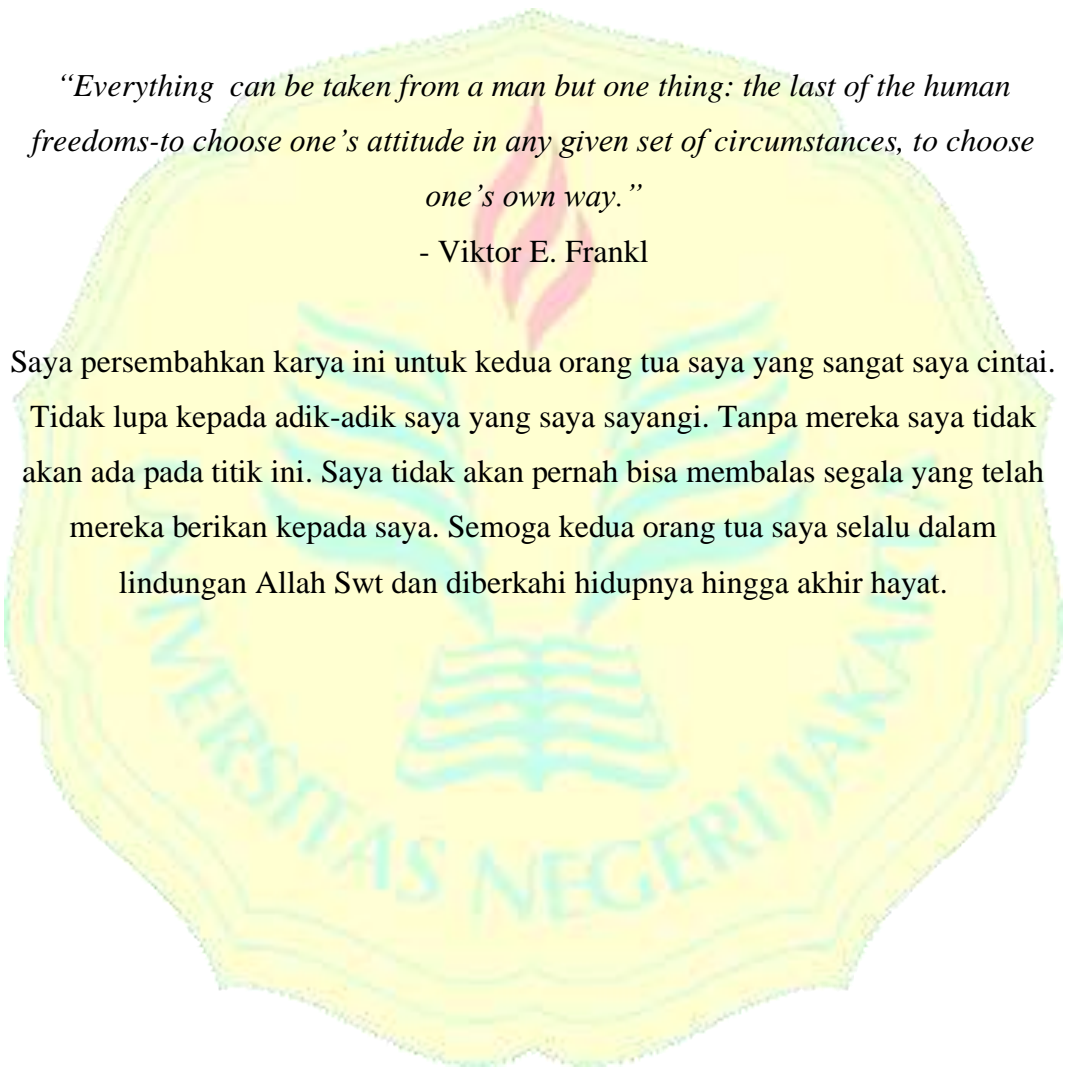 “Everything  can be taken from a man but one thing: the last of the human
freedoms-to choose one’s attitude in any given set of circumstances, to choose
one’s own way.”
- Viktor E. Frankl
Saya persembahkan karya ini untuk kedua orang tua saya yang sangat saya cintai.
Tidak lupa kepada adik-adik saya yang saya sayangi. Tanpa mereka saya tidak
akan ada pada titik ini. Saya tidak akan pernah bisa membalas segala yang telah
mereka berikan kepada saya. Semoga kedua orang tua saya selalu dalam
lindungan Allah Swt dan diberkahi hidupnya hingga akhir hayat.
UNIVERSITAS NEGERI JAKARTA